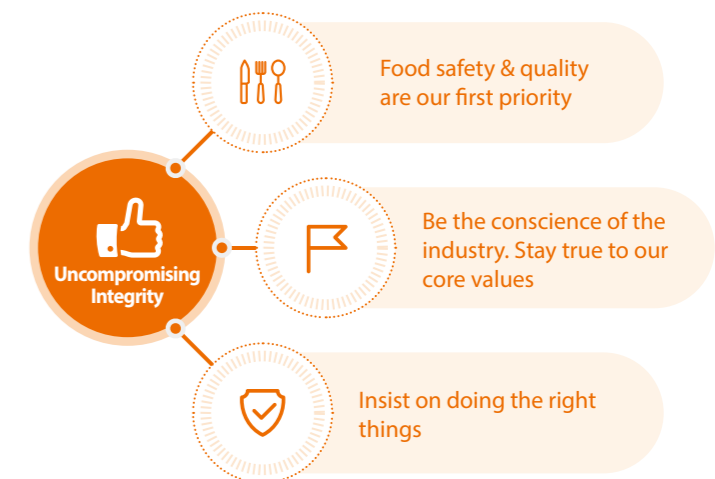 Food safety & quality
are our first priority
Uncompromising
Integrity
Be the conscience of the
industry. Stay true to our
core values
Insist on doing the right
things